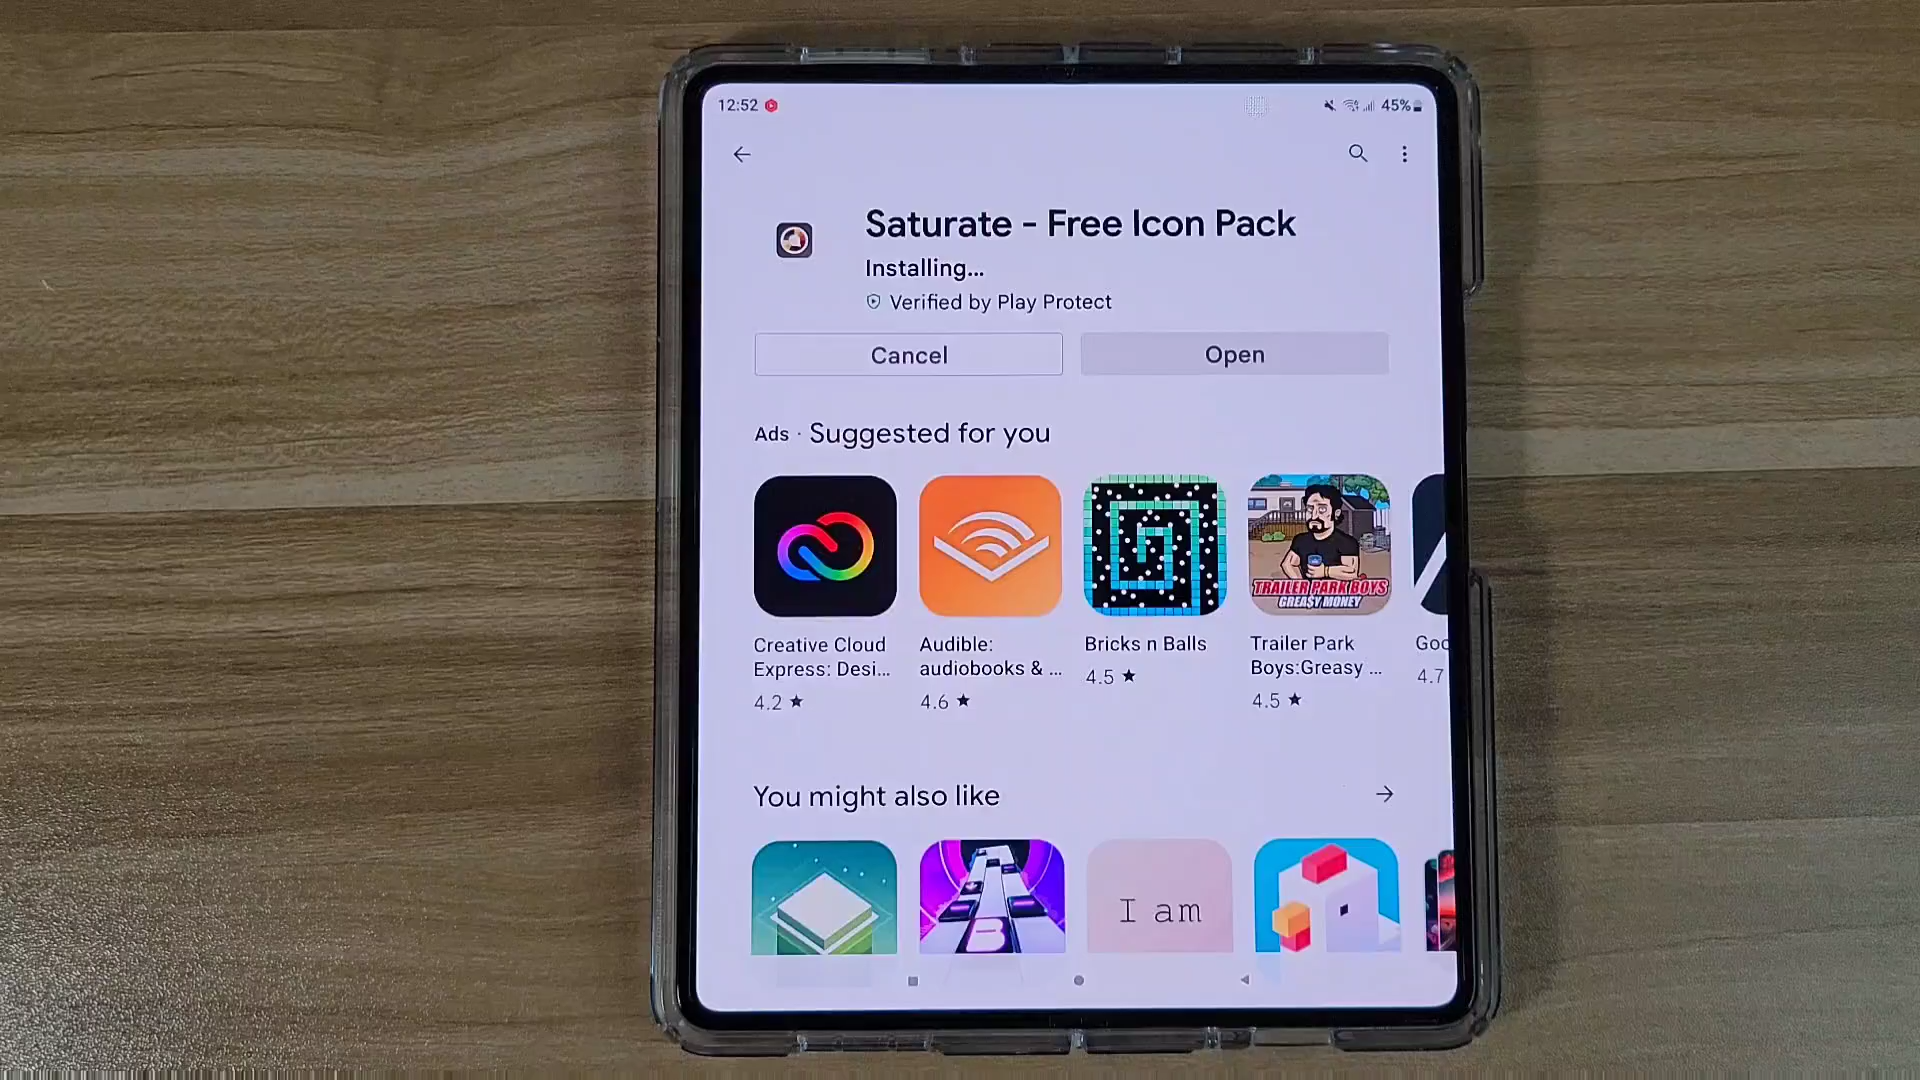 12:52
45%
Saturate - Free Icon Pack
Installing...
Verified by Play Protect
Cancel
Open
Ads · Suggested for you
TRAILER PARK BOYS
GREA$Y MONEY
Creative Cloud
Express: Desi...
4.2 ★
Audible:
audiobooks & ...
4.6 ★
Bricks n Balls
4.5 ★
Trailer Park
Boys:Greasy ...
4.5 ★
Goo
4.7
You might also like
I am